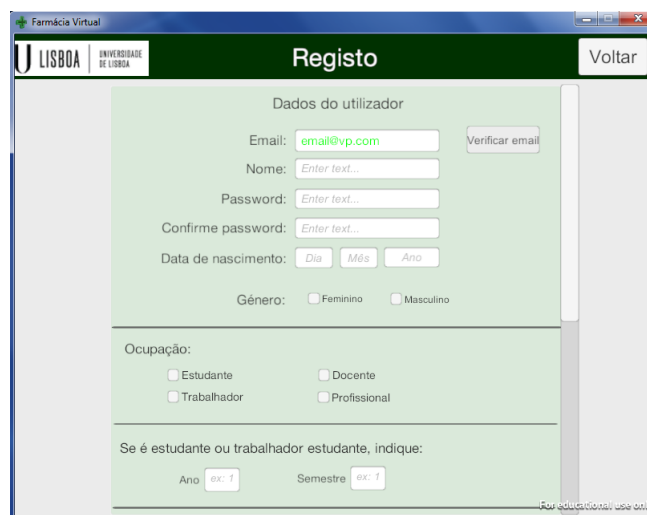 Farmácia Virtual
U LISBOA UNIVERSIDADE DE LISBOA
Registo
Voltar
Dados do utilizador
Email: email@vp.com Verificar email
Nome: Enter text...
Password: Enter text...
Confirme password: Enter text...
Data de nascimento: Dia Mês Ano
Género: Feminino Masculino
Ocupação:
Estudante Docente
Trabalhador Profissional
Se é estudante ou trabalhador estudante, indique:
Ano ex: 1 Semestre ex: 1
For educational use onl